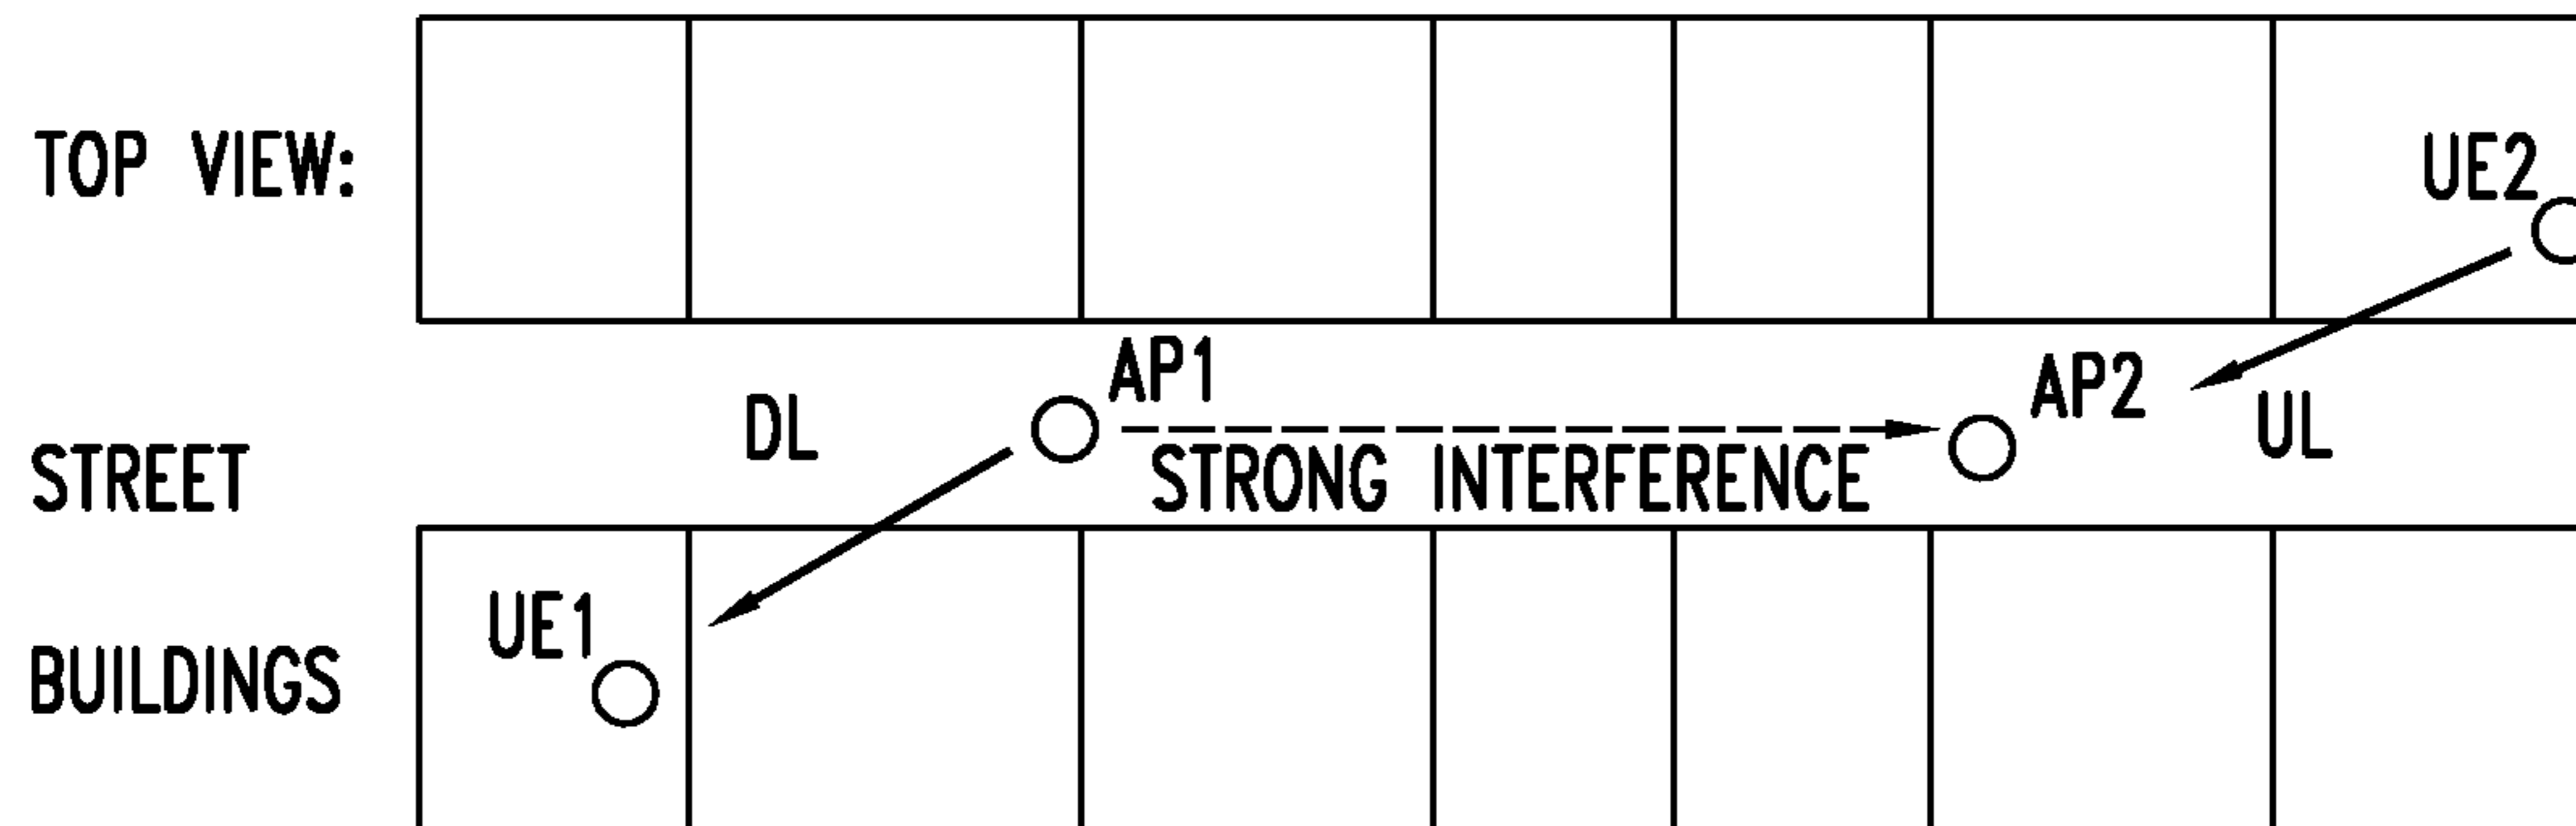 TOP VIEW:
UE2
AP1
AP2
DL
UL
STREET
STRONG INTERFERENCE
UE1
BUILDINGS